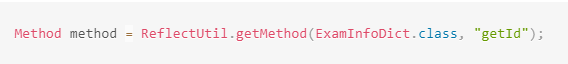 Method method = ReflectUtil.getMethod(ExamInfoDict.class, "getId");